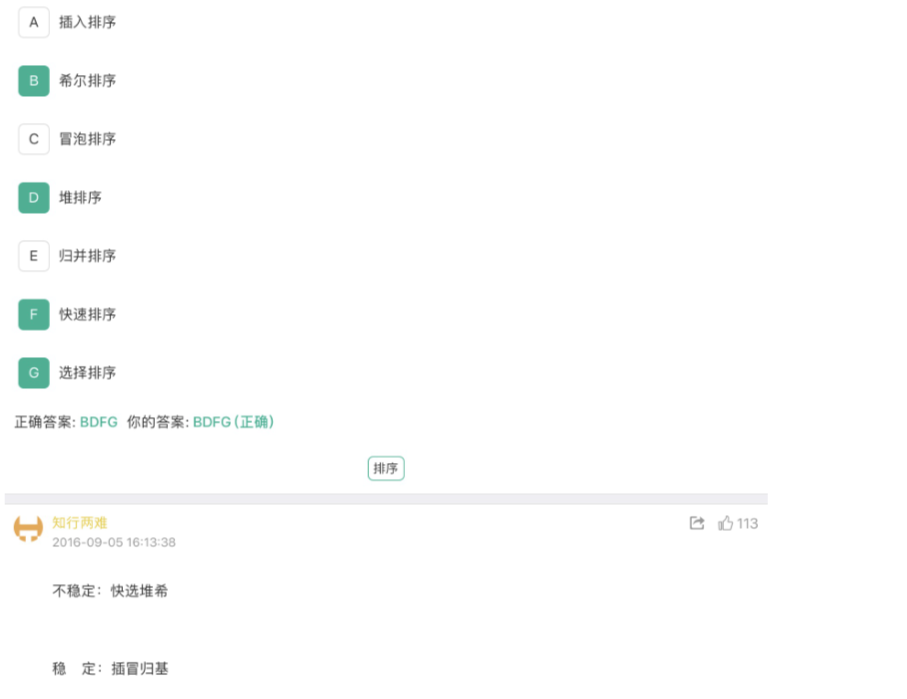 A 插入排序
B 希尔排序
C 冒泡排序
D 堆排序
E 归并排序
F 快速排序
G 选择排序
正确答案: BDFG 你的答案: BDFG (正确)
排序
知行两难
113
2016-09-05 16:13:38
不稳定：快选堆希
稳 定：插冒归基